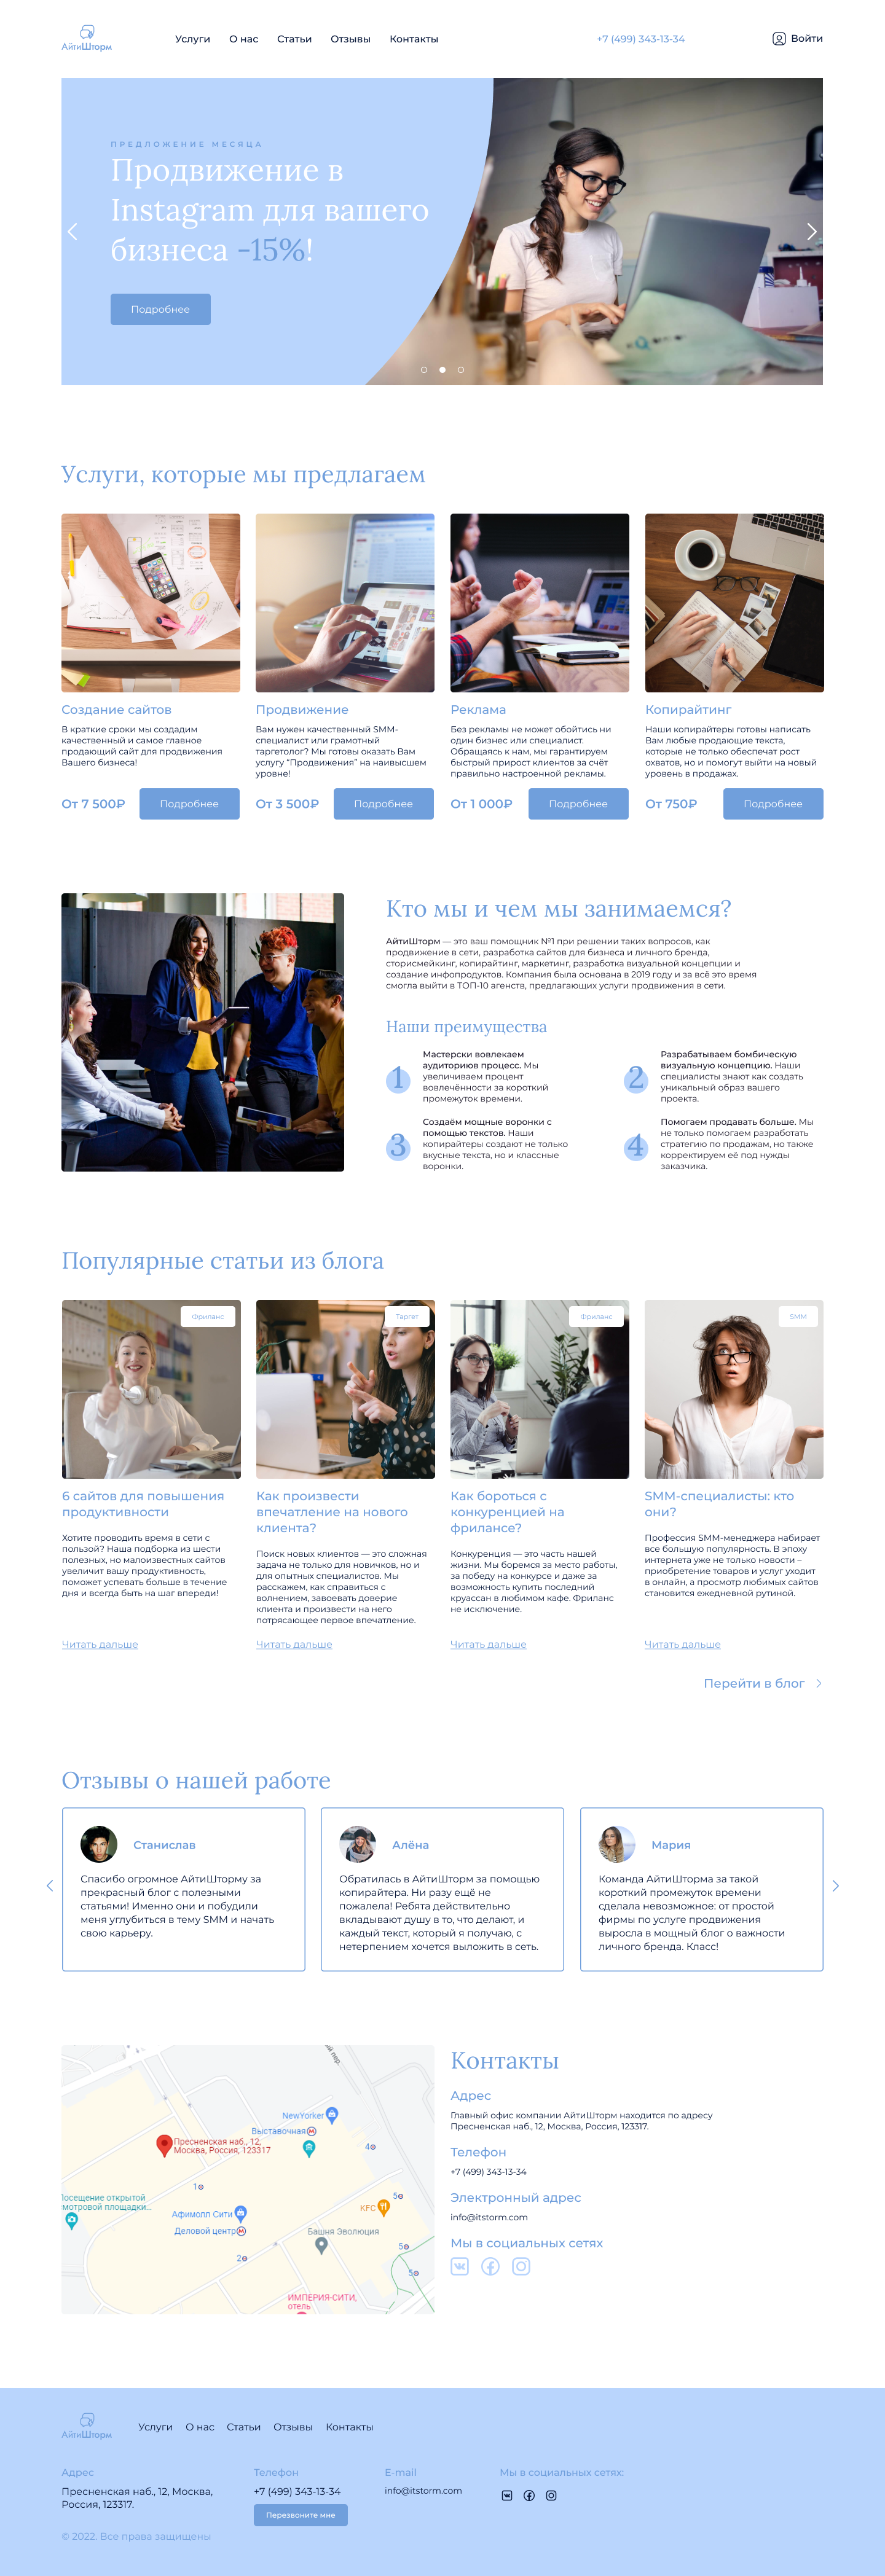 АйтиШторм
Услуги
О нас
Статьи
Отзывы
Контакты
+7 (499) 343-13-34
Войти
ПРЕДЛОЖЕНИЕ МЕСЯЦА
Продвижение в
Instagram для вашего
бизнеса -15%!
Подробнее
Услуги, которые мы предлагаем
Создание сайтов
В краткие сроки мы создадим
качественный и самое главное
продающий сайт для продвижения
Вашего бизнеса!
От 7 500₽
Подробнее
Продвижение
Вам нужен качественный SMM-
специалист или грамотный
таргетолог? Мы готовы оказать Вам
услугу “Продвижения” на наивысшем
уровне!
От 3 500₽
Подробнее
Реклама
Без рекламы не может обойтись ни
один бизнес или специалист.
Обращаясь к нам, мы гарантируем
быстрый прирост клиентов за счёт
правильно настроенной рекламы.
От 1 000₽
Подробнее
Копирайтинг
Наши копирайтеры готовы написать
Вам любые продающие текста,
которые не только обеспечат рост
охватов, но и помогут выйти на новый
уровень в продажах.
От 750₽
Подробнее
Кто мы и чем мы занимаемся?
АйтиШторм — это ваш помощник №1 при решении таких вопросов, как
продвижение в сети, разработка сайтов для бизнеса и личного бренда,
сторисмейкинг, копирайтинг, маркетинг, разработка визуальной концепции и
создание инфопродуктов. Компания была основана в 2019 году и за всё это время
смогла выйти в ТОП-10 агенств, предлагающих услуги продвижения в сети.
Наши преимущества
1
Мастерски вовлекаем
аудиториюв процесс. Мы
увеличиваем процент
вовлечённости за короткий
промежуток времени.
2
Разрабатываем бомбическую
визуальную концепцию. Наши
специалисты знают как создать
уникальный образ вашего
проекта.
3
Создаём мощные воронки с
помощью текстов. Наши
копирайтеры создают не только
вкусные текста, но и классные
воронки.
4
Помогаем продавать больше. Мы
не только помогаем разработать
стратегию по продажам, но также
корректируем её под нужды
заказчика.
Популярные статьи из блога
Фриланс
6 сайтов для повышения
продуктивности
Хотите проводить время в сети с
пользой? Наша подборка из шести
полезных, но малоизвестных сайтов
увеличит вашу продуктивность,
поможет успевать больше в течение
дня и всегда быть на шаг впереди!
Читать дальше
Таргет
Как произвести
впечатление на нового
клиента?
Поиск новых клиентов — это сложная
задача не только для новичков, но и
для опытных специалистов. Мы
расскажем, как справиться с
волнением, завоевать доверие
клиента и произвести на него
потрясающее первое впечатление.
Читать дальше
Фриланс
Как бороться с
конкуренцией на
фрилансе?
Конкуренция — это часть нашей
жизни. Мы боремся за место работы,
за победу на конкурсе и даже за
возможность купить последний
круассан в любимом кафе. Фриланс
не исключение.
Читать дальше
SMM
SMM-специалисты: кто
они?
Профессия SMM-менеджера набирает
все большую популярность. В эпоху
интернета уже не только новости –
приобретение товаров и услуг уходит
в онлайн, а просмотр любимых сайтов
становится ежедневной рутиной.
Читать дальше
Перейти в блог
Отзывы о нашей работе
Станислав
Спасибо огромное АйтиШторму за
прекрасный блог с полезными
статьями! Именно они и побудили
меня углубиться в тему SMM и начать
свою карьеру.
Алёна
Обратилась в АйтиШторм за помощью
копирайтера. Ни разу ещё не
пожалела! Ребята действительно
вкладывают душу в то, что делают, и
каждый текст, который я получаю, с
нетерпением хочется выложить в сеть.
Мария
Команда АйтиШторма за такой
короткий промежуток времени
сделала невозможное: от простой
фирмы по услуге продвижения
выросла в мощный блог о важности
личного бренда. Класс!
ий пер.
NewYorker
Выставочная М
Пресненская наб., 12,
Москва, Россия, 123317
4
1
Посещение открытой
смотровой площадки...
Афимолл Сити
KFC
5
Деловой центр М
Башня Эволюция
2
5
5
ИМПЕРИЯ-СИТИ,
отель
Контакты
Адрес
Главный офис компании АйтиШторм находится по адресу
Пресненская наб., 12, Москва, Россия, 123317.
Телефон
+7 (499) 343-13-34
Электронный адрес
info@itstorm.com
Мы в социальных сетях
АйтиШторм
Услуги
О нас
Статьи
Отзывы
Контакты
Адрес
Пресненская наб., 12, Москва,
Россия, 123317.
Телефон
+7 (499) 343-13-34
Перезвоните мне
E-mail
info@itstorm.com
Мы в социальных сетях:
© 2022. Все права защищены